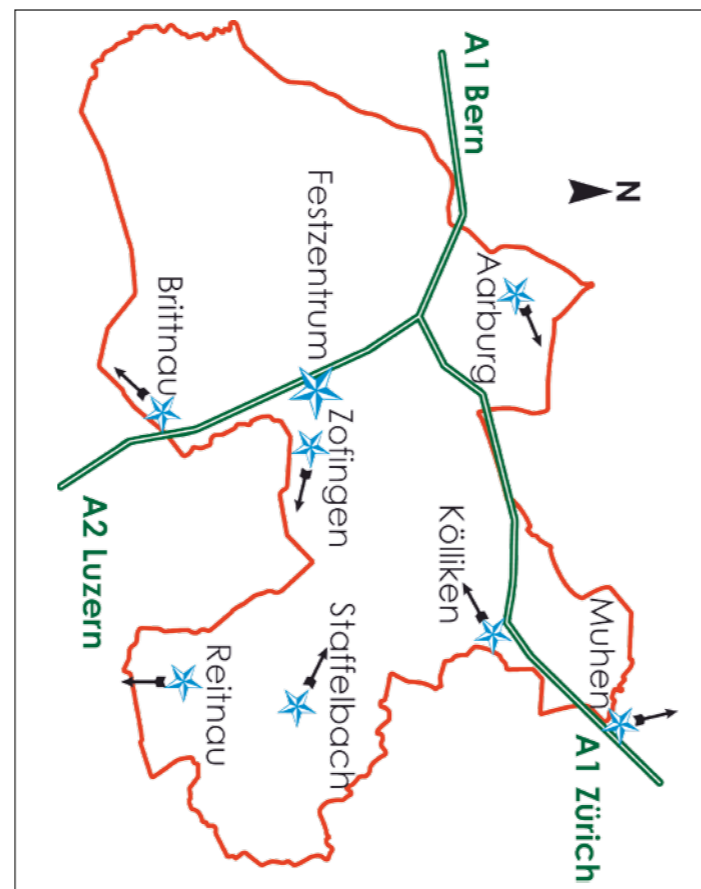 A1 Bern
N
Aarburg
Festzentrum
Brittnau
Zofingen
A2 Luzern
Kölliken
Muhen
A1 Zürich
Staffelbach
Reitnau